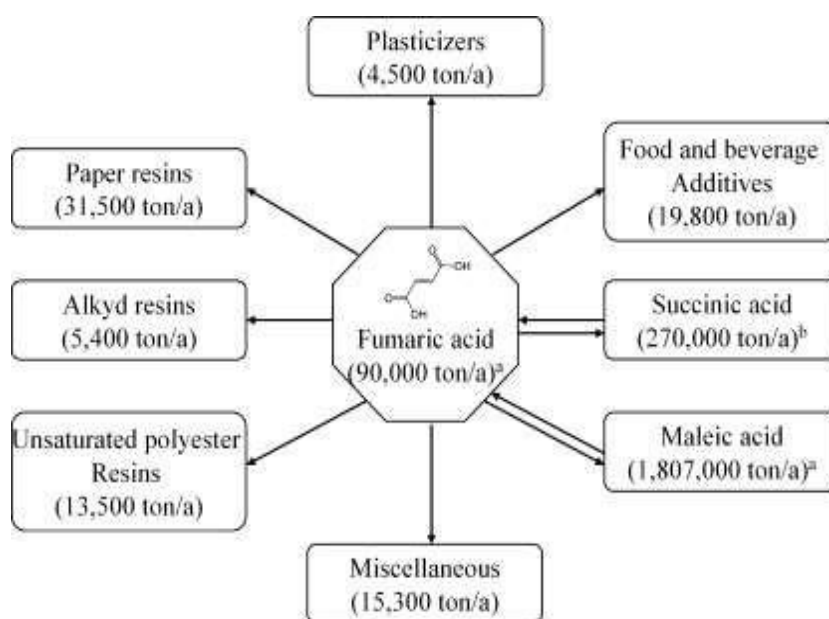 Plasticizers
(4,500 ton/a)
Paper resins
(31,500 ton/a)
Food and beverage
Additives
(19,800 ton/a)
O
OH
O
OH
Alkyd resins
(5,400 ton/a)
Fumaric acid
(90,000 ton/a)ᵃ
Succinic acid
(270,000 ton/a)ᵇ
Unsaturated polyester
Resins
(13,500 ton/a)
Maleic acid
(1,807,000 ton/a)ᵃ
Miscellaneous
(15,300 ton/a)